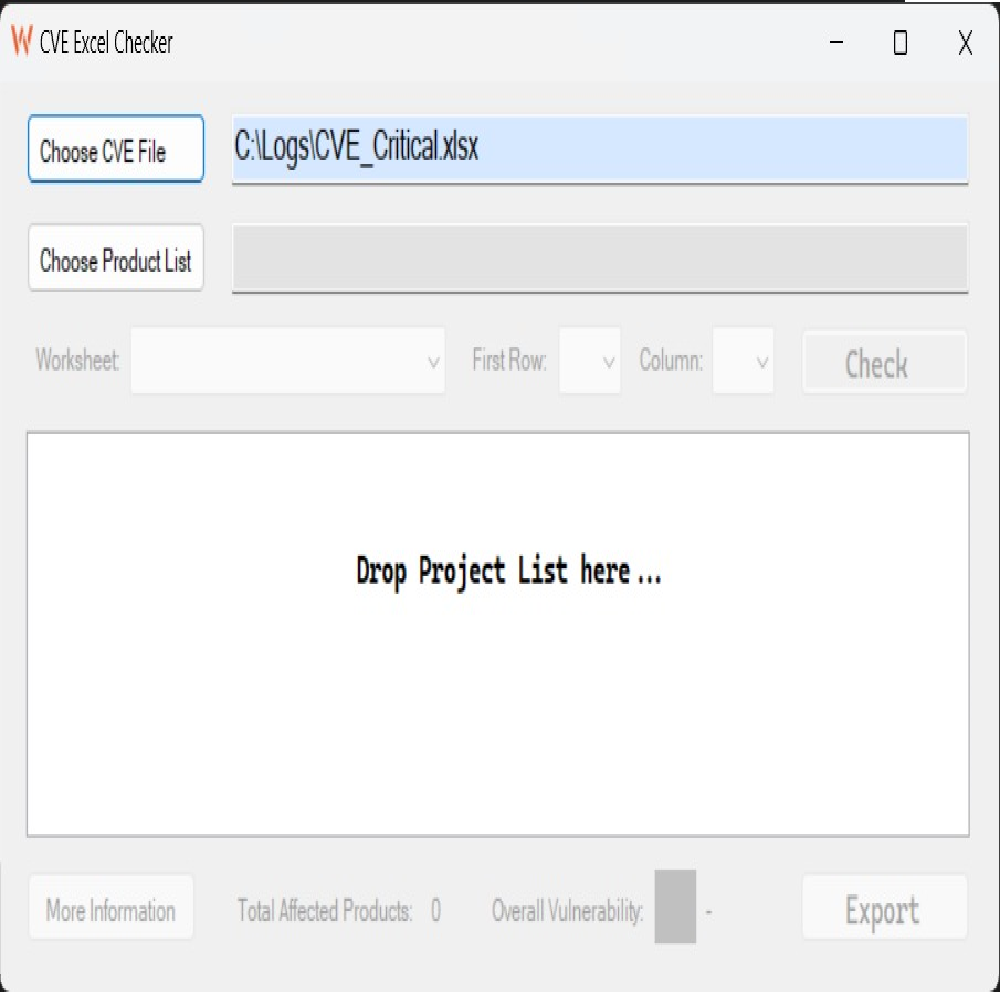 CVE Excel Checker
Choose CVE File C:\Logs\CVE_Critical.xlsx
Choose Product List
Worksheet: First Row: Column: Check
Drop Project List here...
More Information Total Affected Products: 0 Overall Vulnerability: - Export